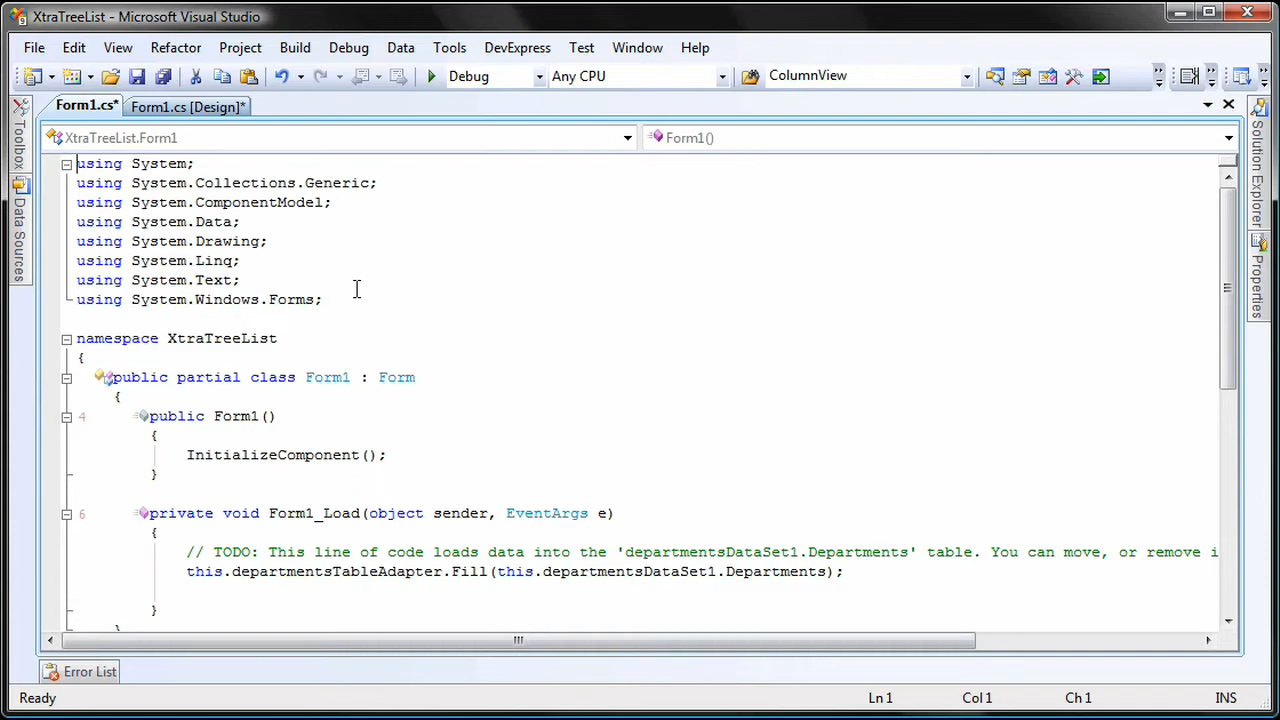 XtraTreeList - Microsoft Visual Studio
File Edit View Refactor Project Build Debug Data Tools DevExpress Test Window Help
Debug Any CPU ColumnView
Form1.cs* Form1.cs [Design]*
Toolbox
Data Sources
Solution Explorer
Properties
XtraTreeList.Form1 Form1()
using System;
using System.Collections.Generic;
using System.ComponentModel;
using System.Data;
using System.Drawing;
using System.Linq;
using System.Text;
using System.Windows.Forms;
namespace XtraTreeList
{
public partial class Form1 : Form
{
4 public Form1()
{
InitializeComponent();
}
6 private void Form1_Load(object sender, EventArgs e)
{
// TODO: This line of code loads data into the 'departmentsDataSet1.Departments' table. You can move, or remove i
this.departmentsTableAdapter.Fill(this.departmentsDataSet1.Departments);
}
}
Error List
Ready Ln 1 Col 1 Ch 1 INS